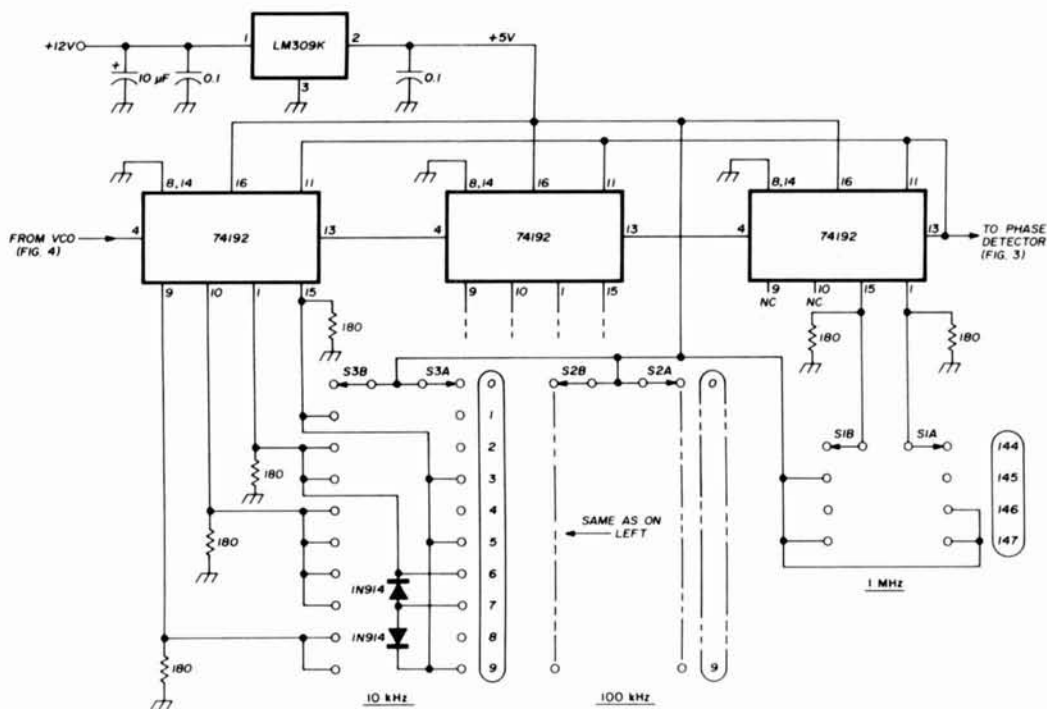 +12V
1 LM309K 2
+5V
3
+
10 µF
0.1
0.1
8,14 16 11
8,14 16 11
8,14 16 11
FROM VCO
(FIG. 4)
4 74192 13
4 74192 13
4 74192 13
TO PHASE
DETECTOR
(FIG. 3)
9 10 1 15
9 10 1 15
9 10 15 1
NC NC
180
180
180
S3B S3A
0
S2B S2A
0
1
S1B S1A
144
2
180
3
145
4
146
SAME AS ON
LEFT
180
5
147
6
1N914
7
1 MHz
1N914
8
180
9
9
10 kHz
100 kHz